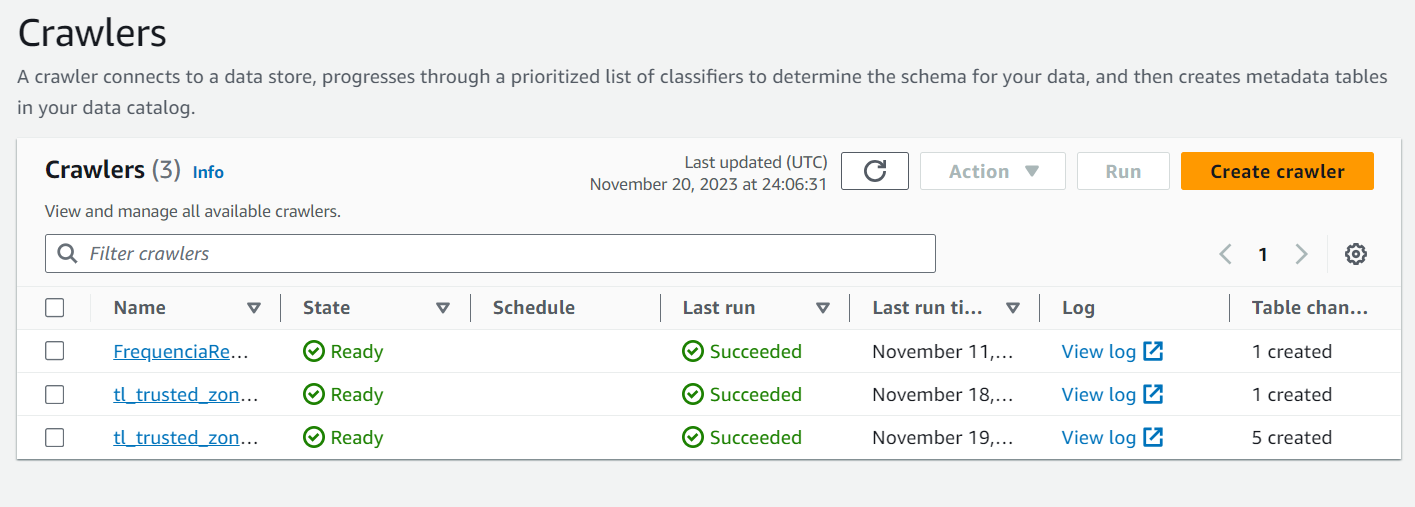 Crawlers
A crawler connects to a data store, progresses through a prioritized list of classifiers to determine the schema for your data, and then creates metadata tables
in your data catalog.
Crawlers (3) Info
Last updated (UTC)
November 20, 2023 at 24:06:31
Action
Run
Create crawler
View and manage all available crawlers.
Filter crawlers
1
Name State Schedule Last run Last run ti... Log Table chan...
FrequenciaRe... Ready Succeeded November 11,... View log 1 created
tl_trusted_zon... Ready Succeeded November 18,... View log 1 created
tl_trusted_zon... Ready Succeeded November 19,... View log 5 created